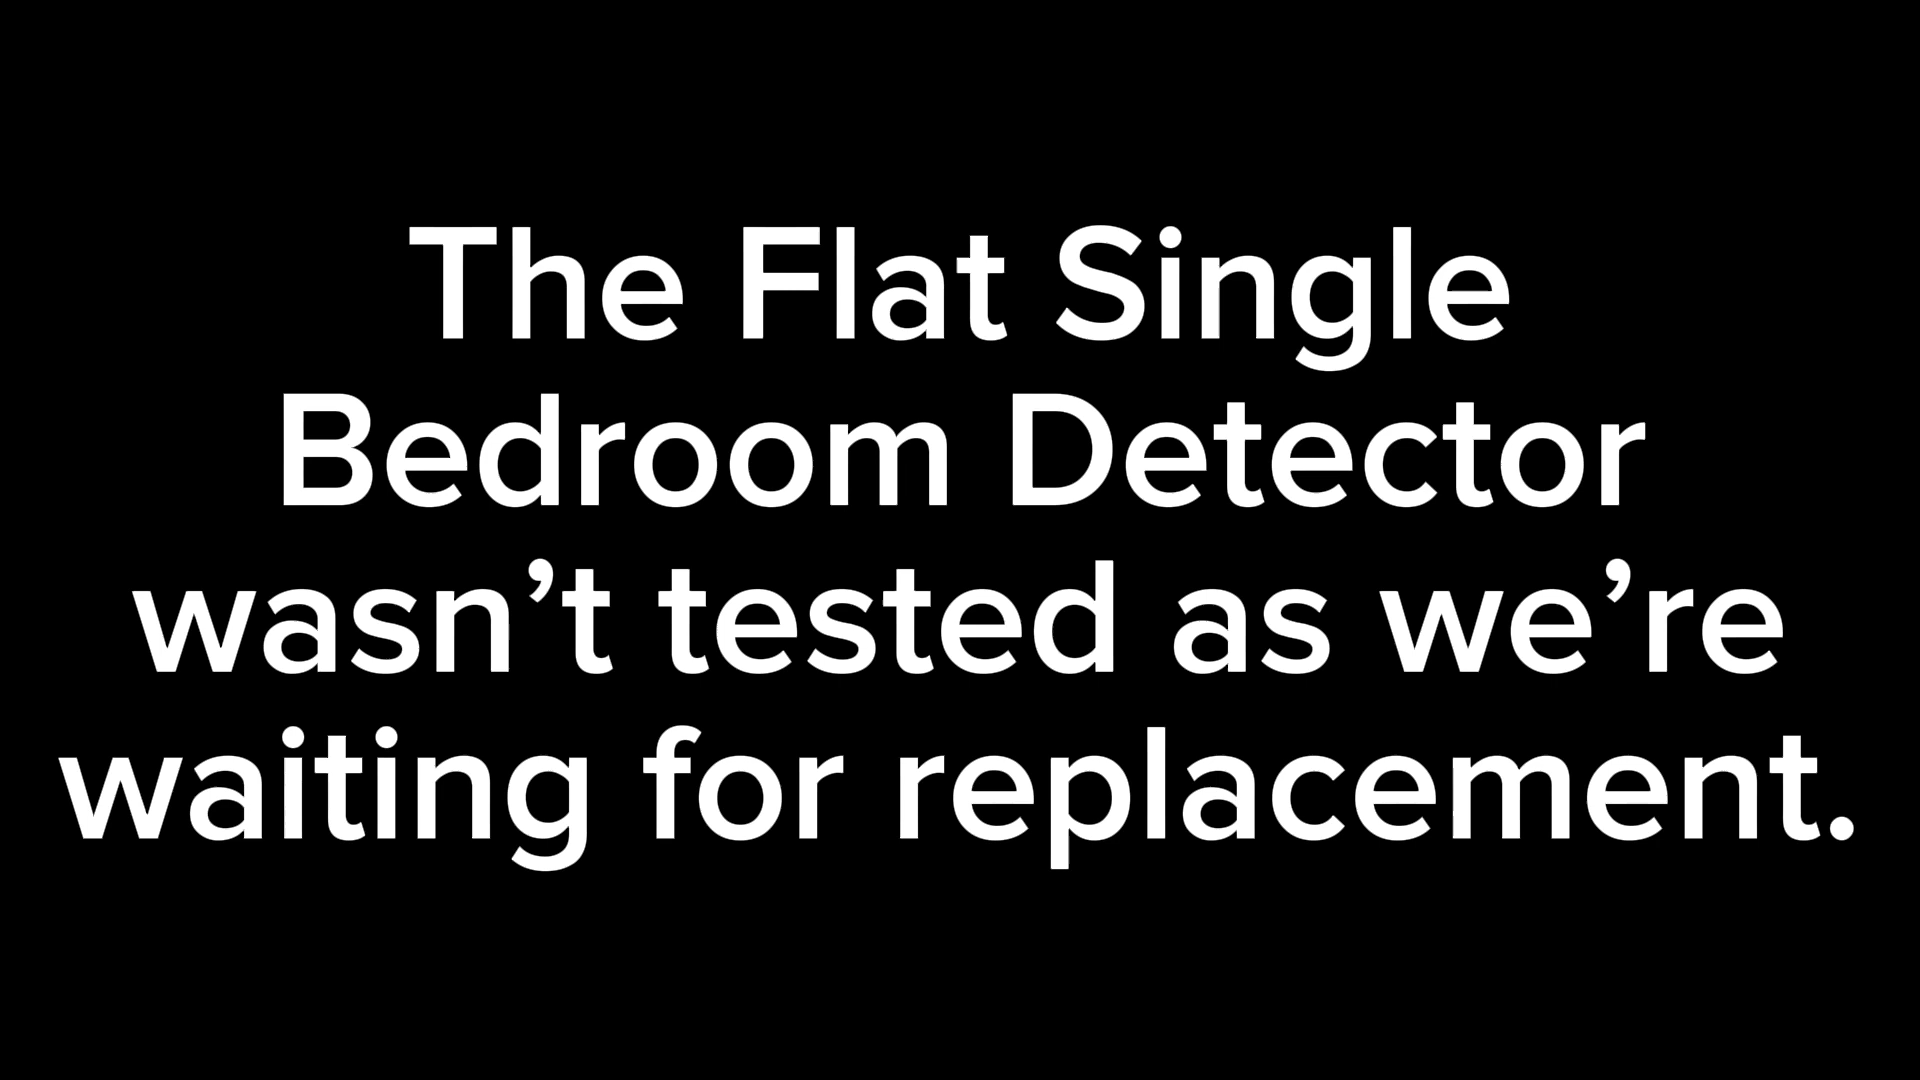 The Flat Single
Bedroom Detector
wasn’t tested as we’re
waiting for replacement.